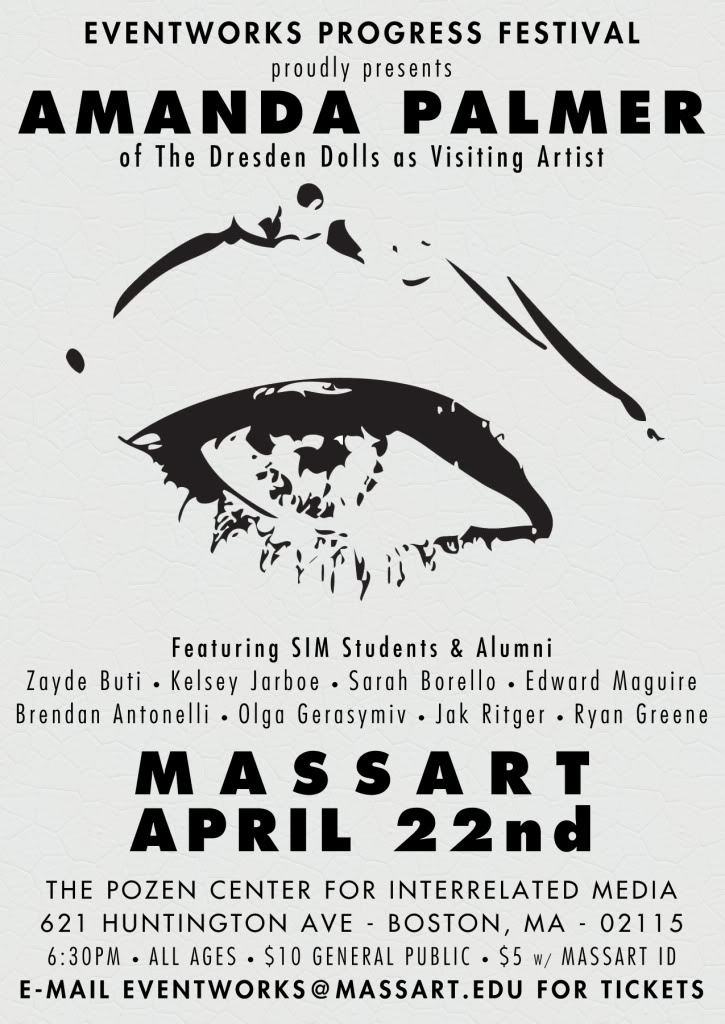 EVENTWORKS PROGRESS FESTIVAL
proudly presents
AMANDA PALMER
of The Dresden Dolls as Visiting Artist
Featuring SIM Students & Alumni
Zayde Buti • Kelsey Jarboe • Sarah Borello • Edward Maguire
Brendan Antonelli • Olga Gerasymiv • Jak Ritger • Ryan Greene
MASSART
APRIL 22nd
THE POZEN CENTER FOR INTERRELATED MEDIA
621 HUNTINGTON AVE - BOSTON, MA - 02115
6:30PM • ALL AGES • $10 GENERAL PUBLIC • $5 w/ MASSART ID
E-MAIL EVENTWORKS@MASSART.EDU FOR TICKETS